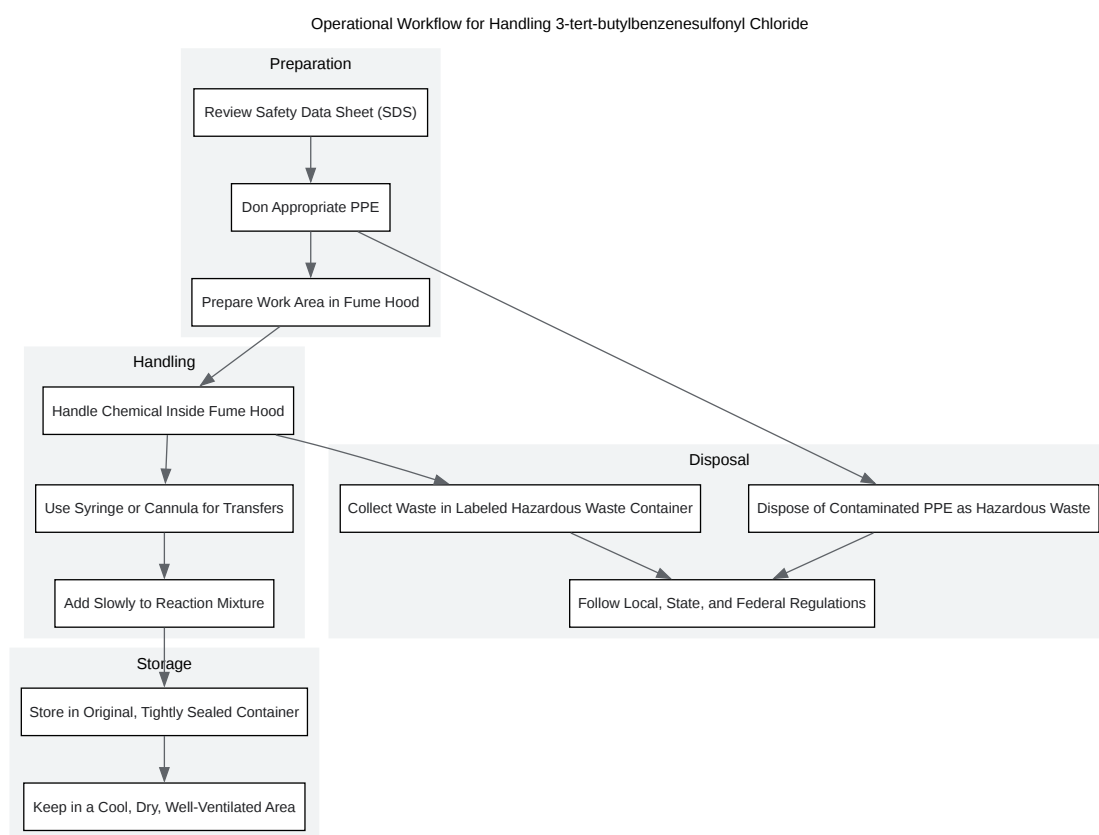 Operational Workflow for Handling 3-tert-butylbenzenesulfonyl Chloride
Preparation
Review Safety Data Sheet (SDS)
Don Appropriate PPE
Prepare Work Area in Fume Hood
Handling
Handle Chemical Inside Fume Hood
Use Syringe or Cannula for Transfers
Add Slowly to Reaction Mixture
Disposal
Collect Waste in Labeled Hazardous Waste Container
Dispose of Contaminated PPE as Hazardous Waste
Follow Local, State, and Federal Regulations
Storage
Store in Original, Tightly Sealed Container
Keep in a Cool, Dry, Well-Ventilated Area